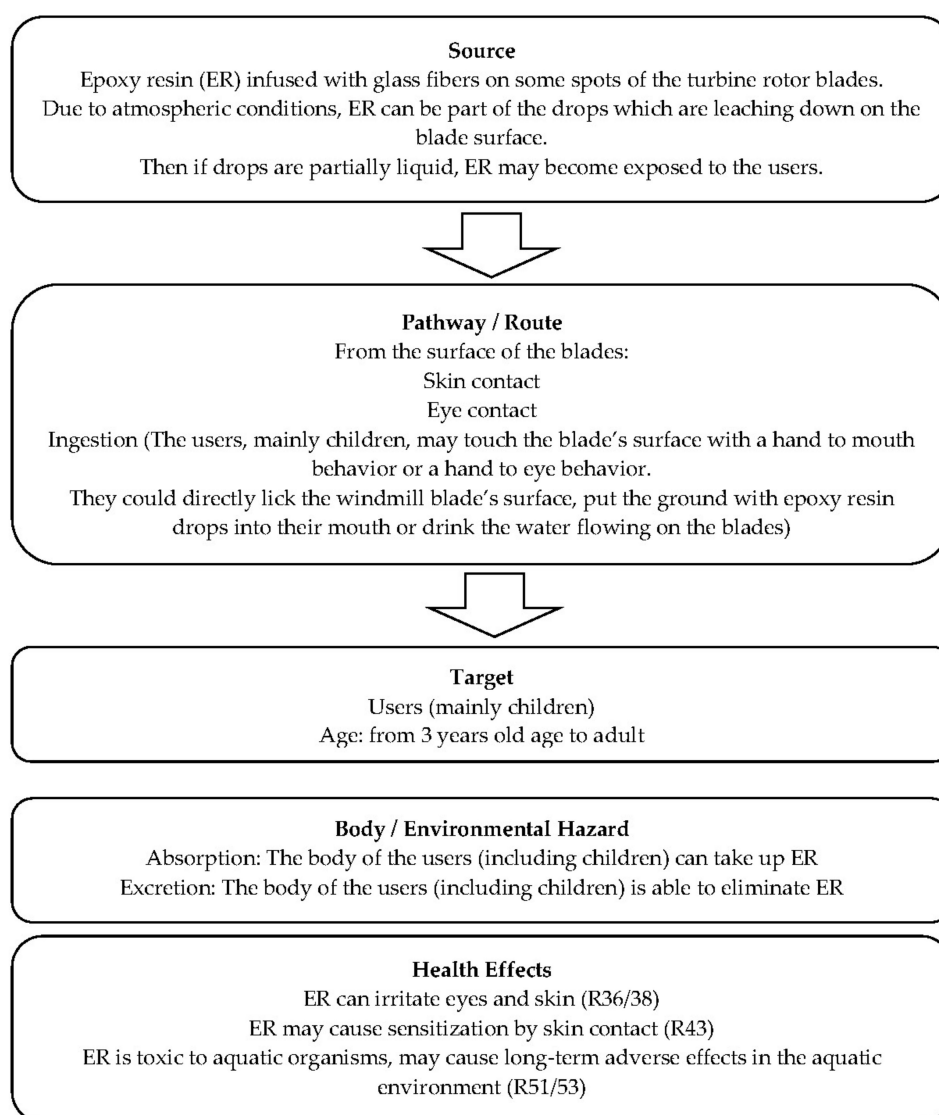 Source
Epoxy resin (ER) infused with glass fibers on some spots of the turbine rotor blades.
Due to atmospheric conditions, ER can be part of the drops which are leaching down on the
blade surface.
Then if drops are partially liquid, ER may become exposed to the users.
Pathway / Route
From the surface of the blades:
Skin contact
Eye contact
Ingestion (The users, mainly children, may touch the blade's surface with a hand to mouth
behavior or a hand to eye behavior.
They could directly lick the windmill blade's surface, put the ground with epoxy resin
drops into their mouth or drink the water flowing on the blades)
Target
Users (mainly children)
Age: from 3 years old age to adult
Body / Environmental Hazard
Absorption: The body of the users (including children) can take up ER
Excretion: The body of the users (including children) is able to eliminate ER
Health Effects
ER can irritate eyes and skin (R36/38)
ER may cause sensitization by skin contact (R43)
ER is toxic to aquatic organisms, may cause long-term adverse effects in the aquatic
environment (R51/53)